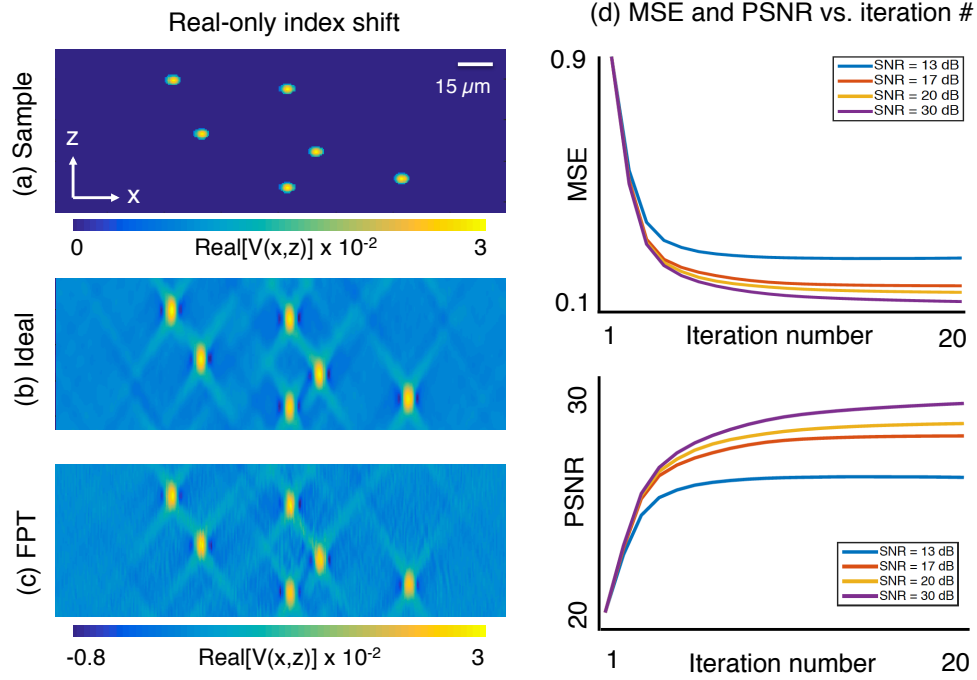 Real-only index shift
(a) Sample
15 µm
z
x
0
Real[V(x,z)] x 10-2
3
(b) Ideal
(c) FPT
-0.8
Real[V(x,z)] x 10-2
3
(d) MSE and PSNR vs. iteration #
0.9
MSE
0.1
SNR = 13 dB
SNR = 17 dB
SNR = 20 dB
SNR = 30 dB
1
Iteration number
20
30
PSNR
20
SNR = 13 dB
SNR = 17 dB
SNR = 20 dB
SNR = 30 dB
1
Iteration number
20